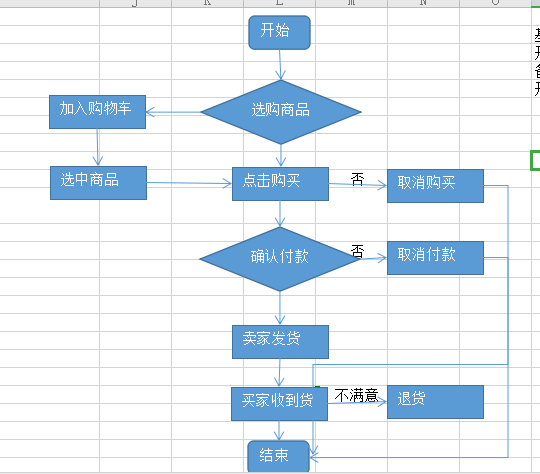 J K L M N O
开始
加入购物车
选购商品
选中商品
点击购买
否
取消购买
确认付款
否
取消付款
卖家发货
买家收到货
不满意
退货
结束